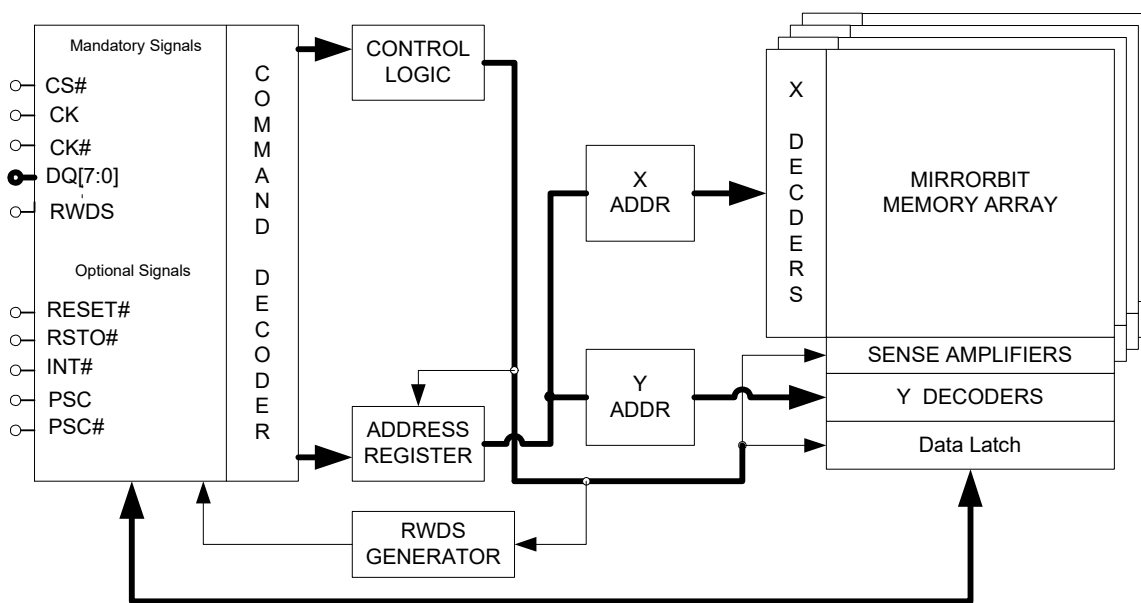 Mandatory Signals
CS#
CK
CK#
DQ[7:0]
RWDS
Optional Signals
RESET#
RSTO#
INT#
PSC
PSC#
COMMAND DECODER
CONTROL
LOGIC
ADDRESS
REGISTER
RWDS
GENERATOR
X
ADDR
Y
ADDR
X DECDERS
MIRRORBIT
MEMORY ARRAY
SENSE AMPLIFIERS
Y DECODERS
Data Latch